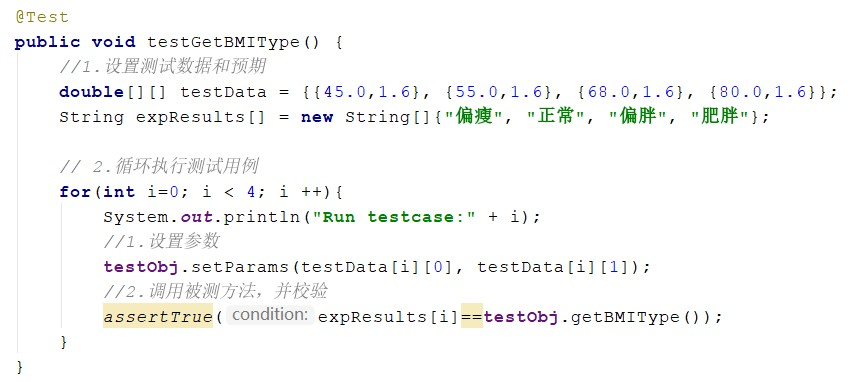 @Test
public void testGetBMIType() {
//1.设置测试数据和预期
double[][] testData = {{45.0,1.6}, {55.0,1.6}, {68.0,1.6}, {80.0,1.6}};
String expResults[] = new String[]{"偏瘦", "正常", "偏胖", "肥胖"};
// 2.循环执行测试用例
for(int i=0; i < 4; i ++){
System.out.println("Run testcase:" + i);
//1.设置参数
testObj.setParams(testData[i][0], testData[i][1]);
//2.调用被测方法，并校验
assertTrue( condition: expResults[i]==testObj.getBMIType());
}
}